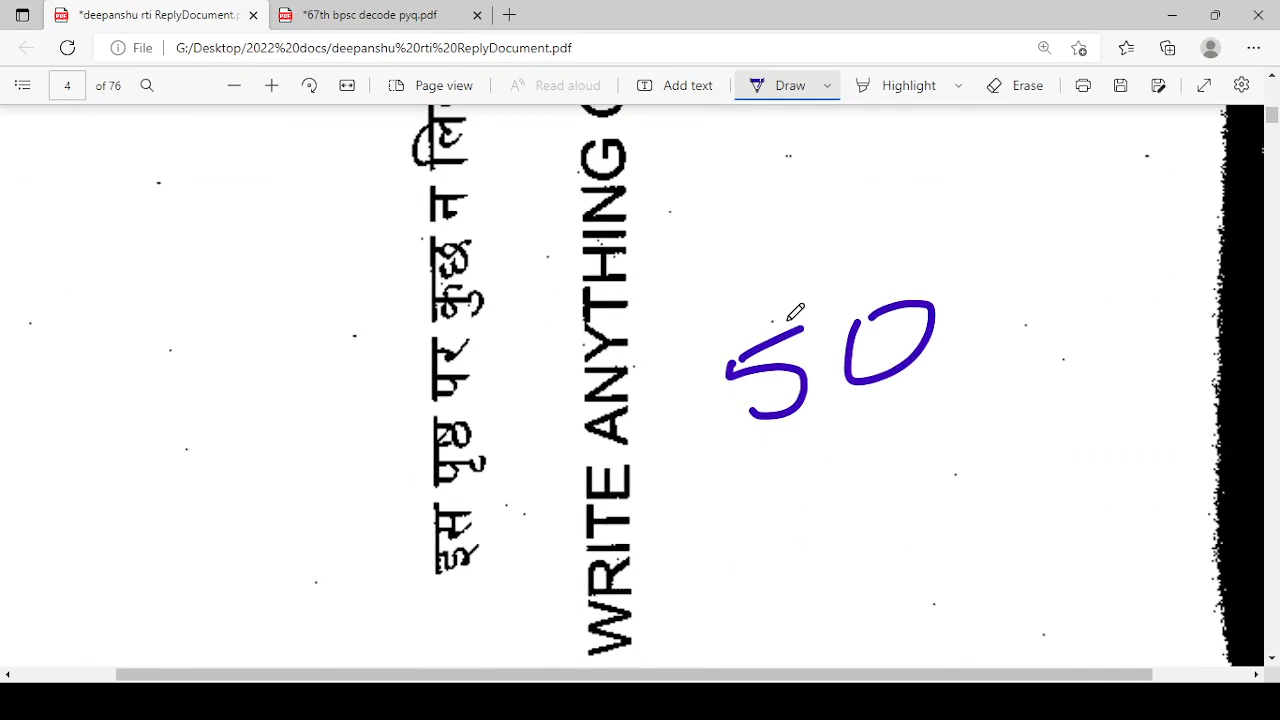 *deepanshu rti ReplyDocument.p
*67th bpsc decode pyq.pdf
File
G:/Desktop/2022%20docs/deepanshu%20rti%20ReplyDocument.pdf
4 of 76
Page view
Read aloud
Add text
Draw
Highlight
Erase
इस पृष्ठ पर कुछ न
WRITE ANYTHING
50